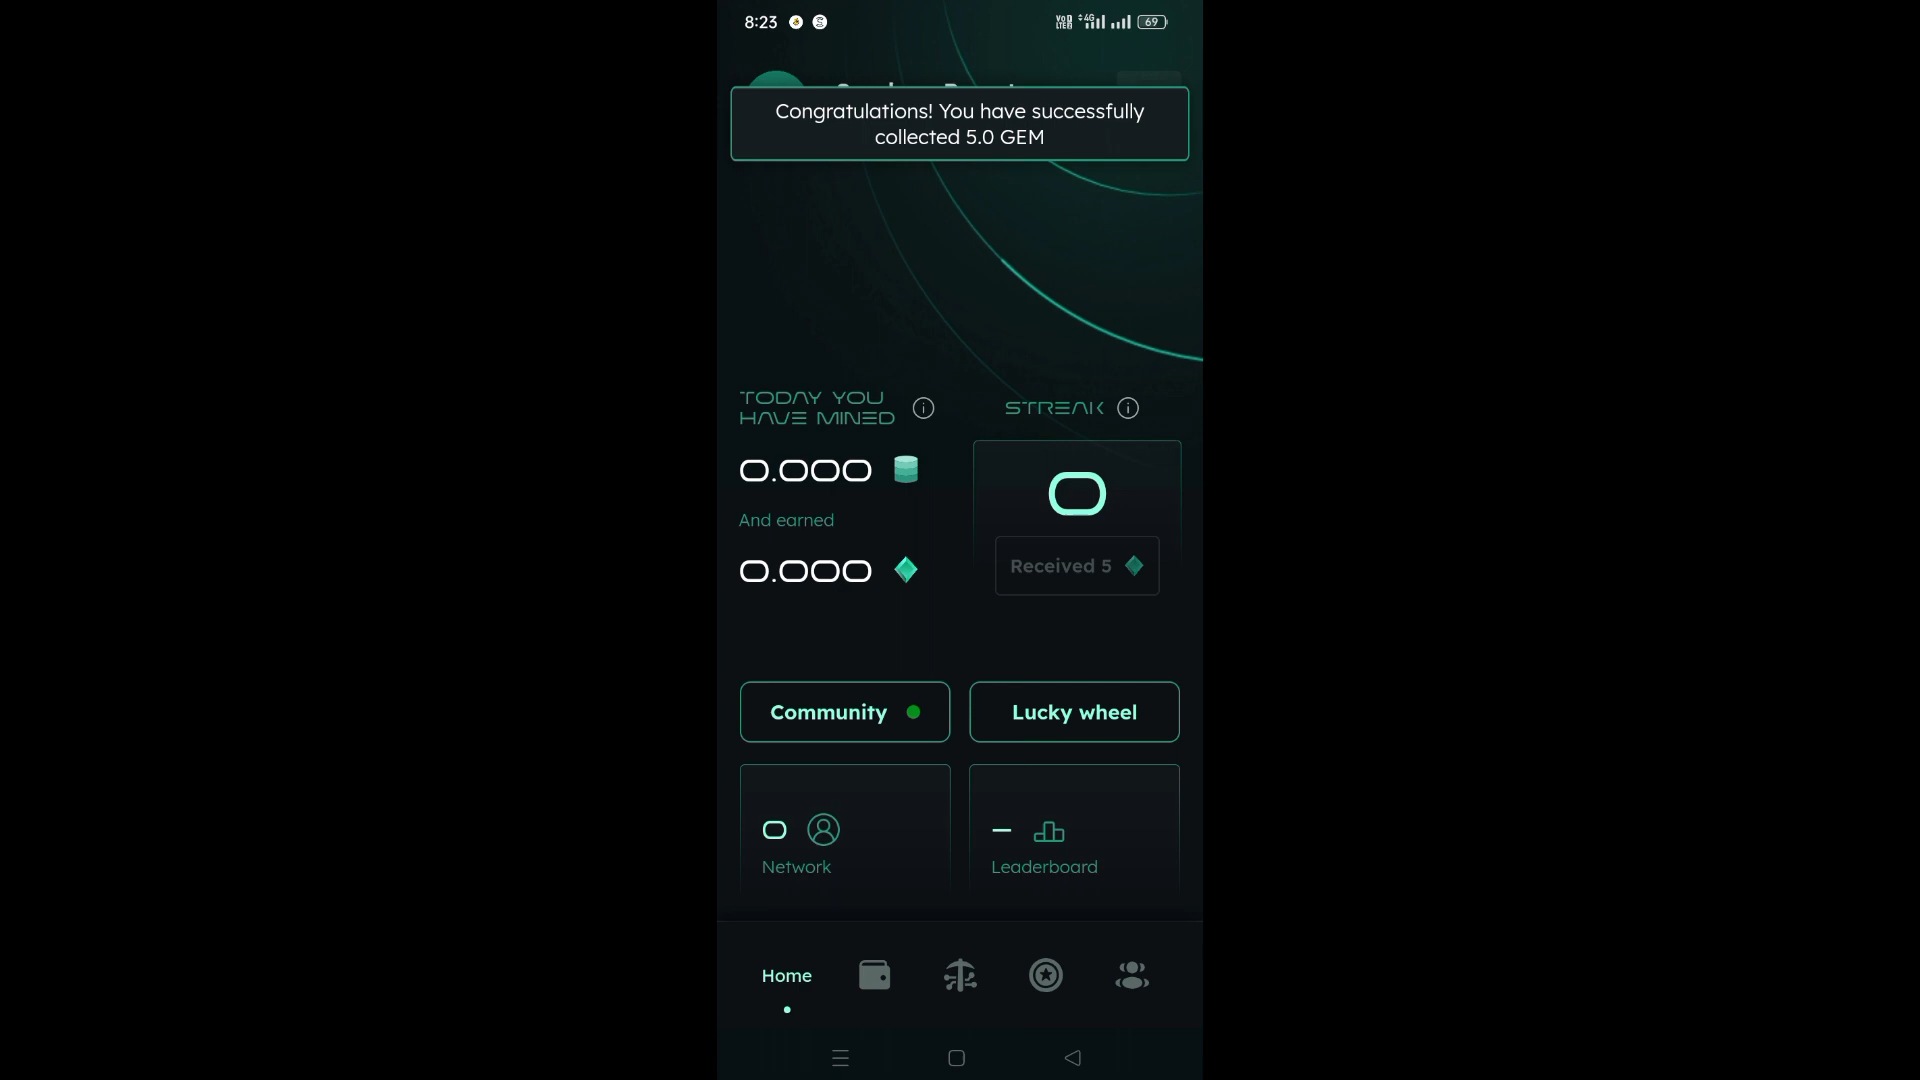 8:23
4G
69
Congratulations! You have successfully
collected 5.0 GEM
TODAY YOU
HAVE MINED
STREAK
0.000
0
And earned
0.000
Received 5
Community
Lucky wheel
0
–
Network
Leaderboard
Home